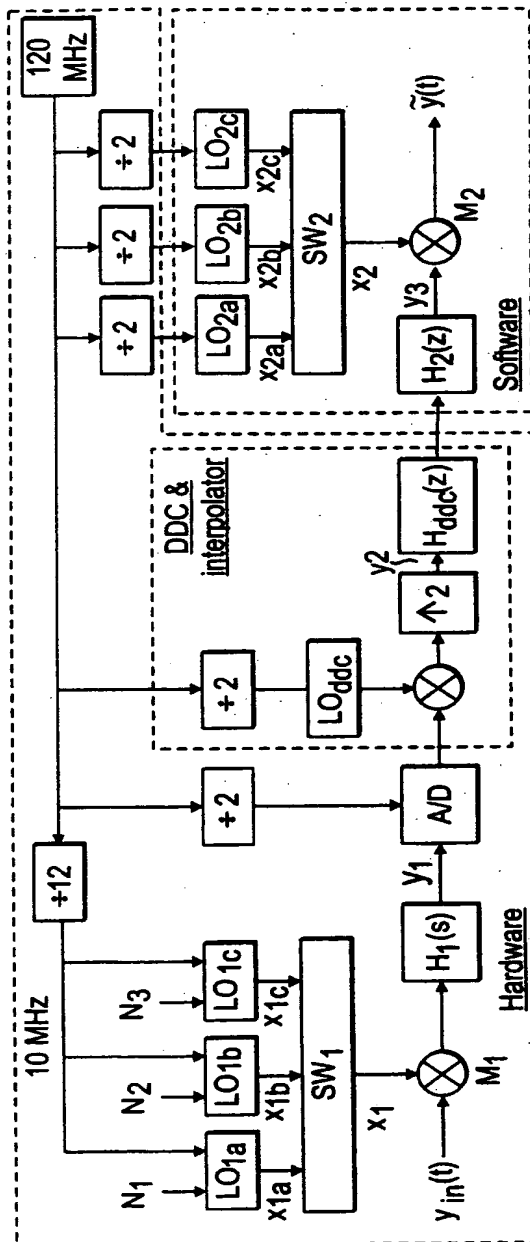 120
MHz
10 MHz
÷12
÷ 2
÷ 2
÷ 2
÷ 2
÷ 2
DDC &
interpolator
N1
N2
N3
LO1a
LO1b
LO1c
LOddc
LO2a
LO2b
LO2c
x1a
x1b
x1c
x2a
x2b
x2c
SW1
SW2
x1
x2
yin(t)
M1
H1(s)
y1
A/D
↑2
y2
Hddc(z)
H2(z)
y3
M2
ỹ(t)
Hardware
Software